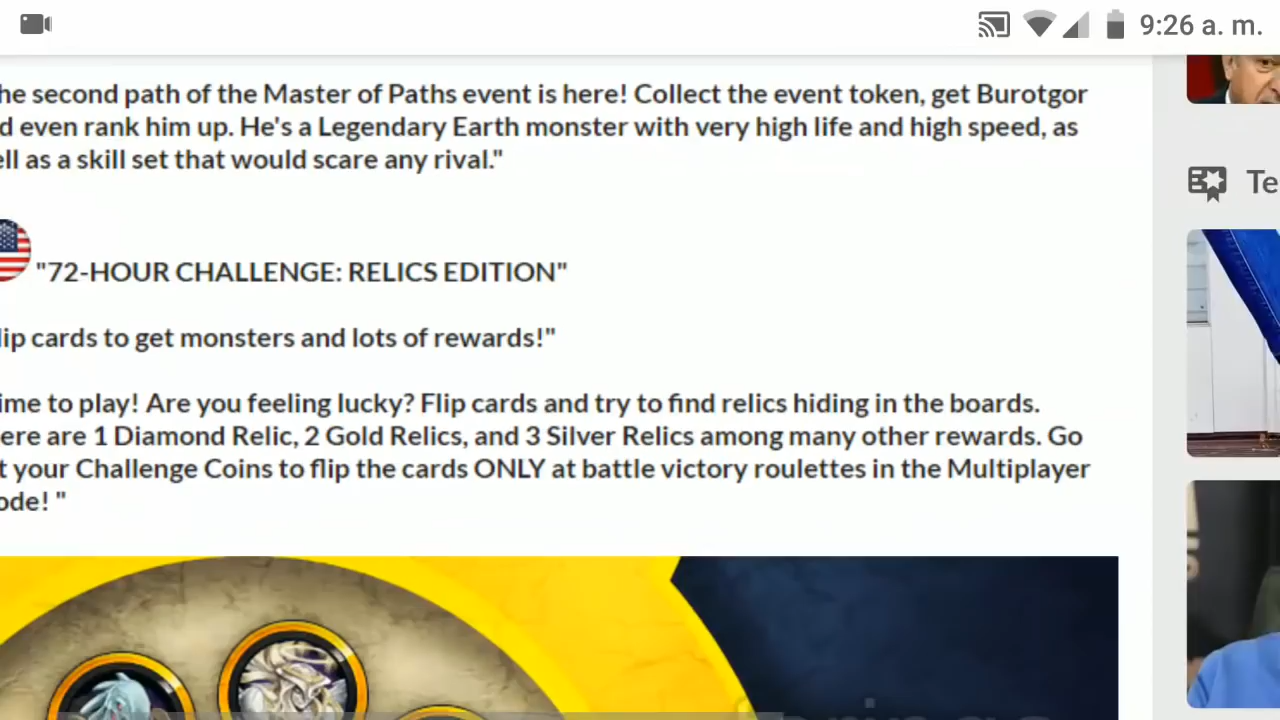 9:26 a. m.
he second path of the Master of Paths event is here! Collect the event token, get Burotgor
d even rank him up. He's a Legendary Earth monster with very high life and high speed, as
ell as a skill set that would scare any rival."
"72-HOUR CHALLENGE: RELICS EDITION"
lip cards to get monsters and lots of rewards!"
ime to play! Are you feeling lucky? Flip cards and try to find relics hiding in the boards.
ere are 1 Diamond Relic, 2 Gold Relics, and 3 Silver Relics among many other rewards. Go
t your Challenge Coins to flip the cards ONLY at battle victory roulettes in the Multiplayer
ode! "
Te